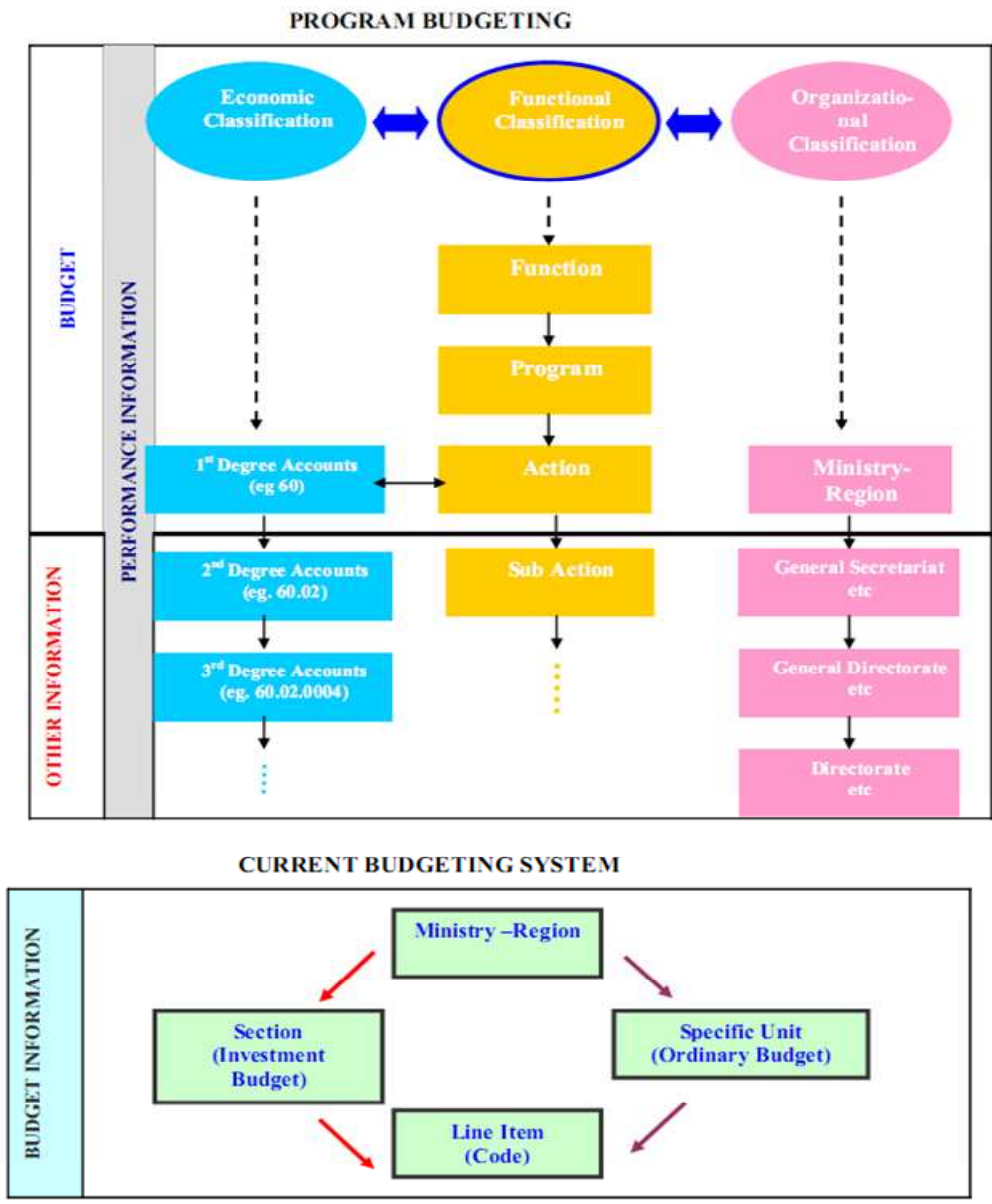 PROGRAM BUDGETING
BUDGET
OTHER INFORMATION
PERFORMANCE INFORMATION
Economic
Classification
Functional
Classification
Organizatio-
nal
Classification
Function
Program
1st Degree Accounts
(eg 60)
Action
Ministry-
Region
2nd Degree Accounts
(eg. 60.02)
Sub Action
General Secretariat
etc
3rd Degree Accounts
(eg. 60.02.0004)
General Directorate
etc
Directorate
etc
CURRENT BUDGETING SYSTEM
BUDGET INFORMATION
Ministry –Region
Section
(Investment
Budget)
Specific Unit
(Ordinary Budget)
Line Item
(Code)